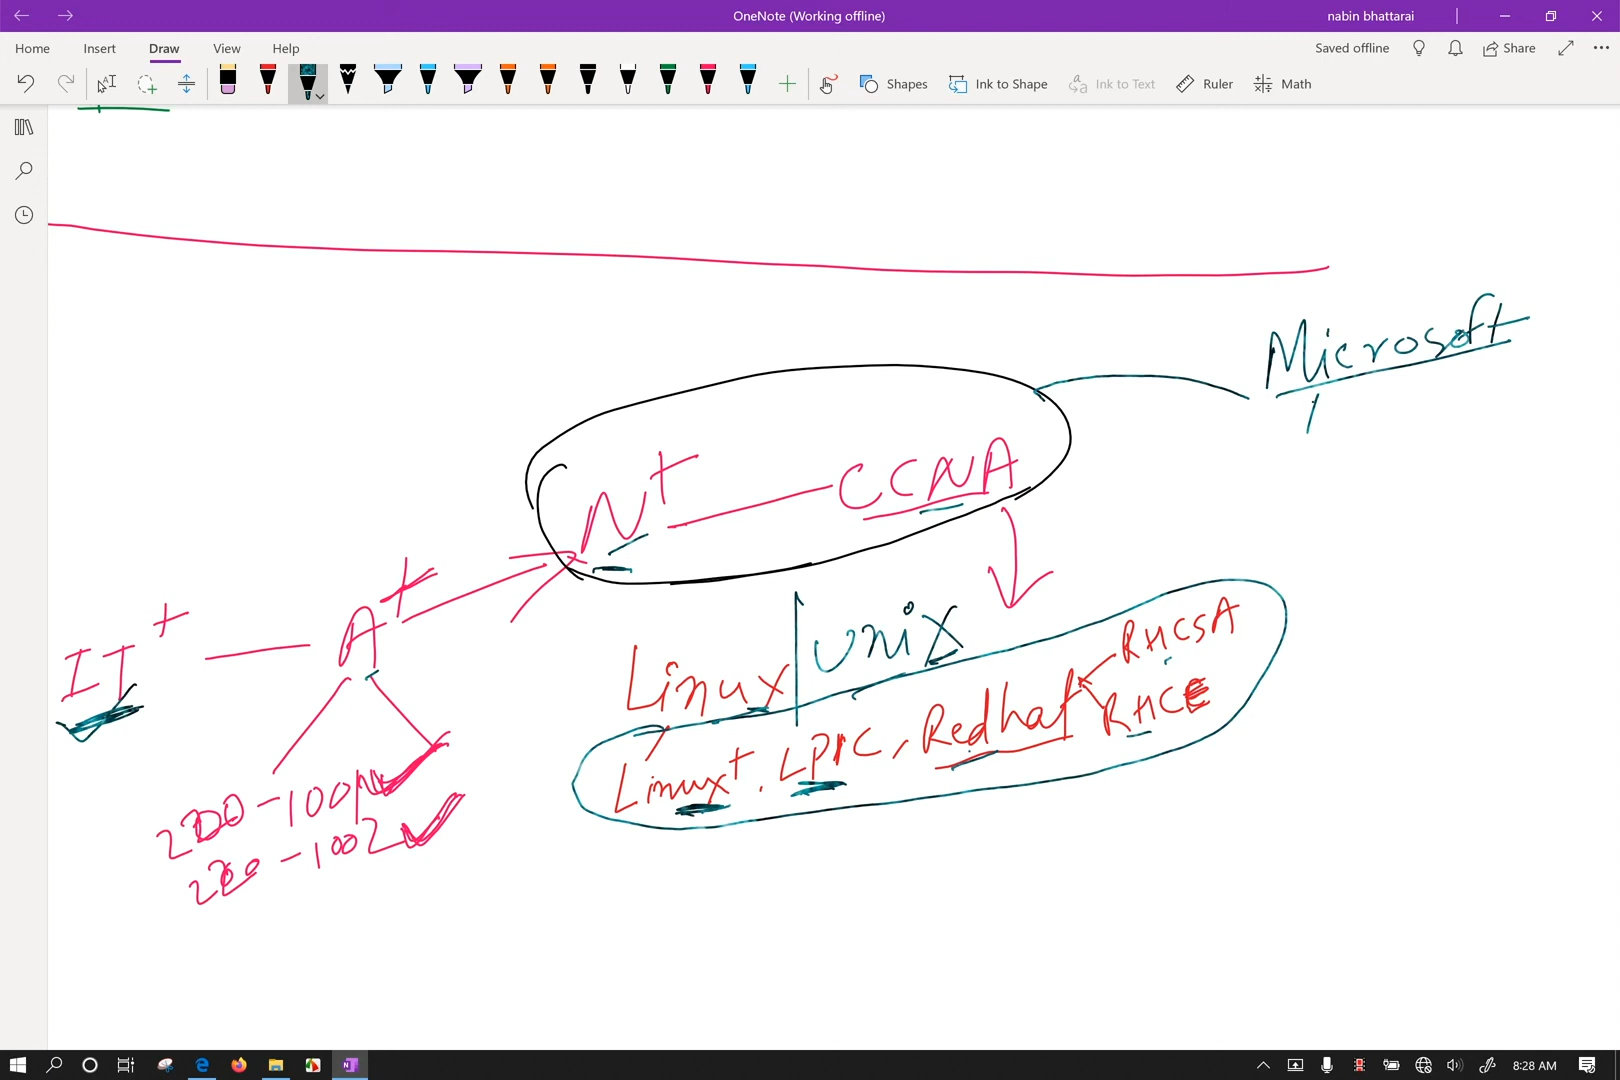 OneNote (Working offline)
nabin bhattarai
Home Insert Draw View Help
Saved offline Share
Shapes Ink to Shape Ink to Text Ruler Math
Microsoft
N+ CCNA
IT+ A+
Linux Unix
RHCSA
Linux+, LPIC, Redhat RHCE
220-1001
220-1002
8:28 AM